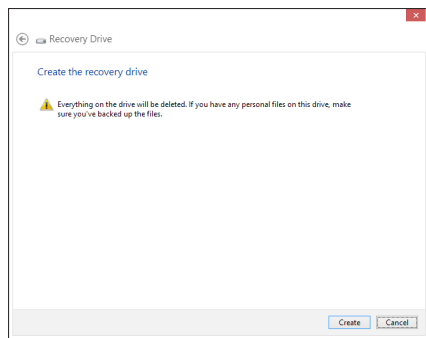 Recovery Drive
Create the recovery drive
Everything on the drive will be deleted. If you have any personal files on this drive, make
sure you've backed up the files.
Create Cancel